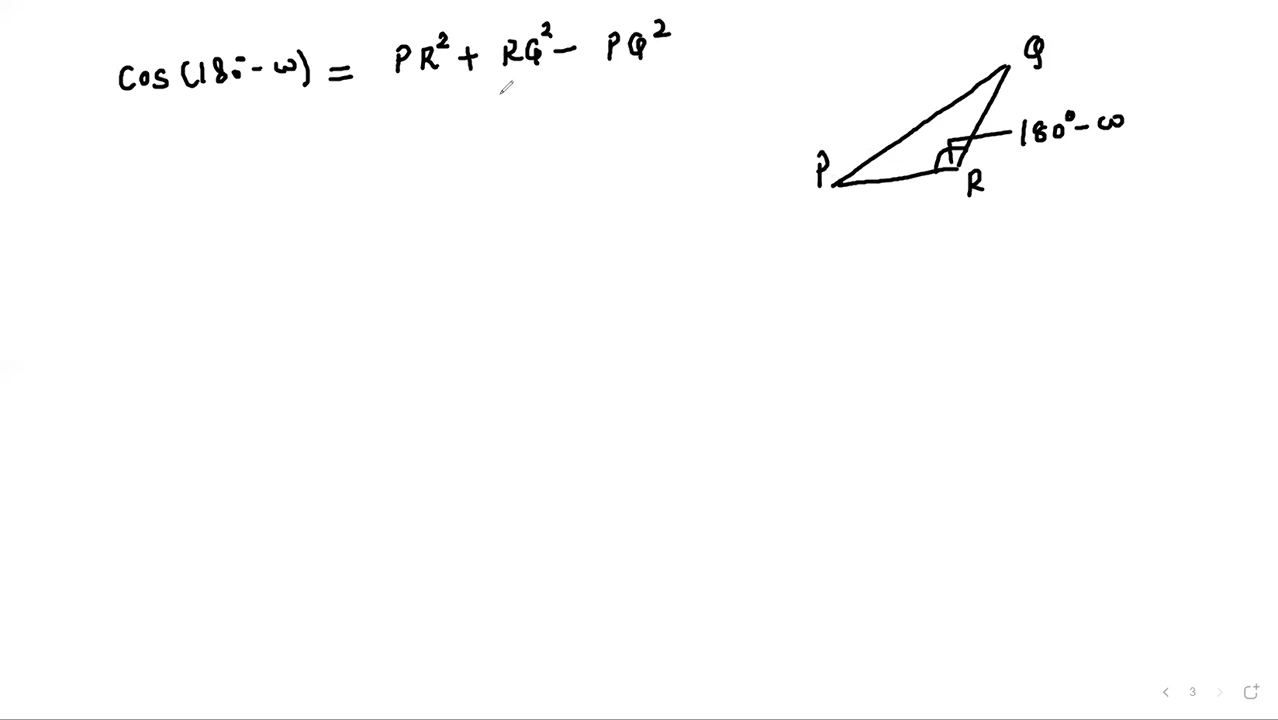 Cos(180°-ω) = PR²+ RQ²- PQ²
Q
180°-ω
P
R
3